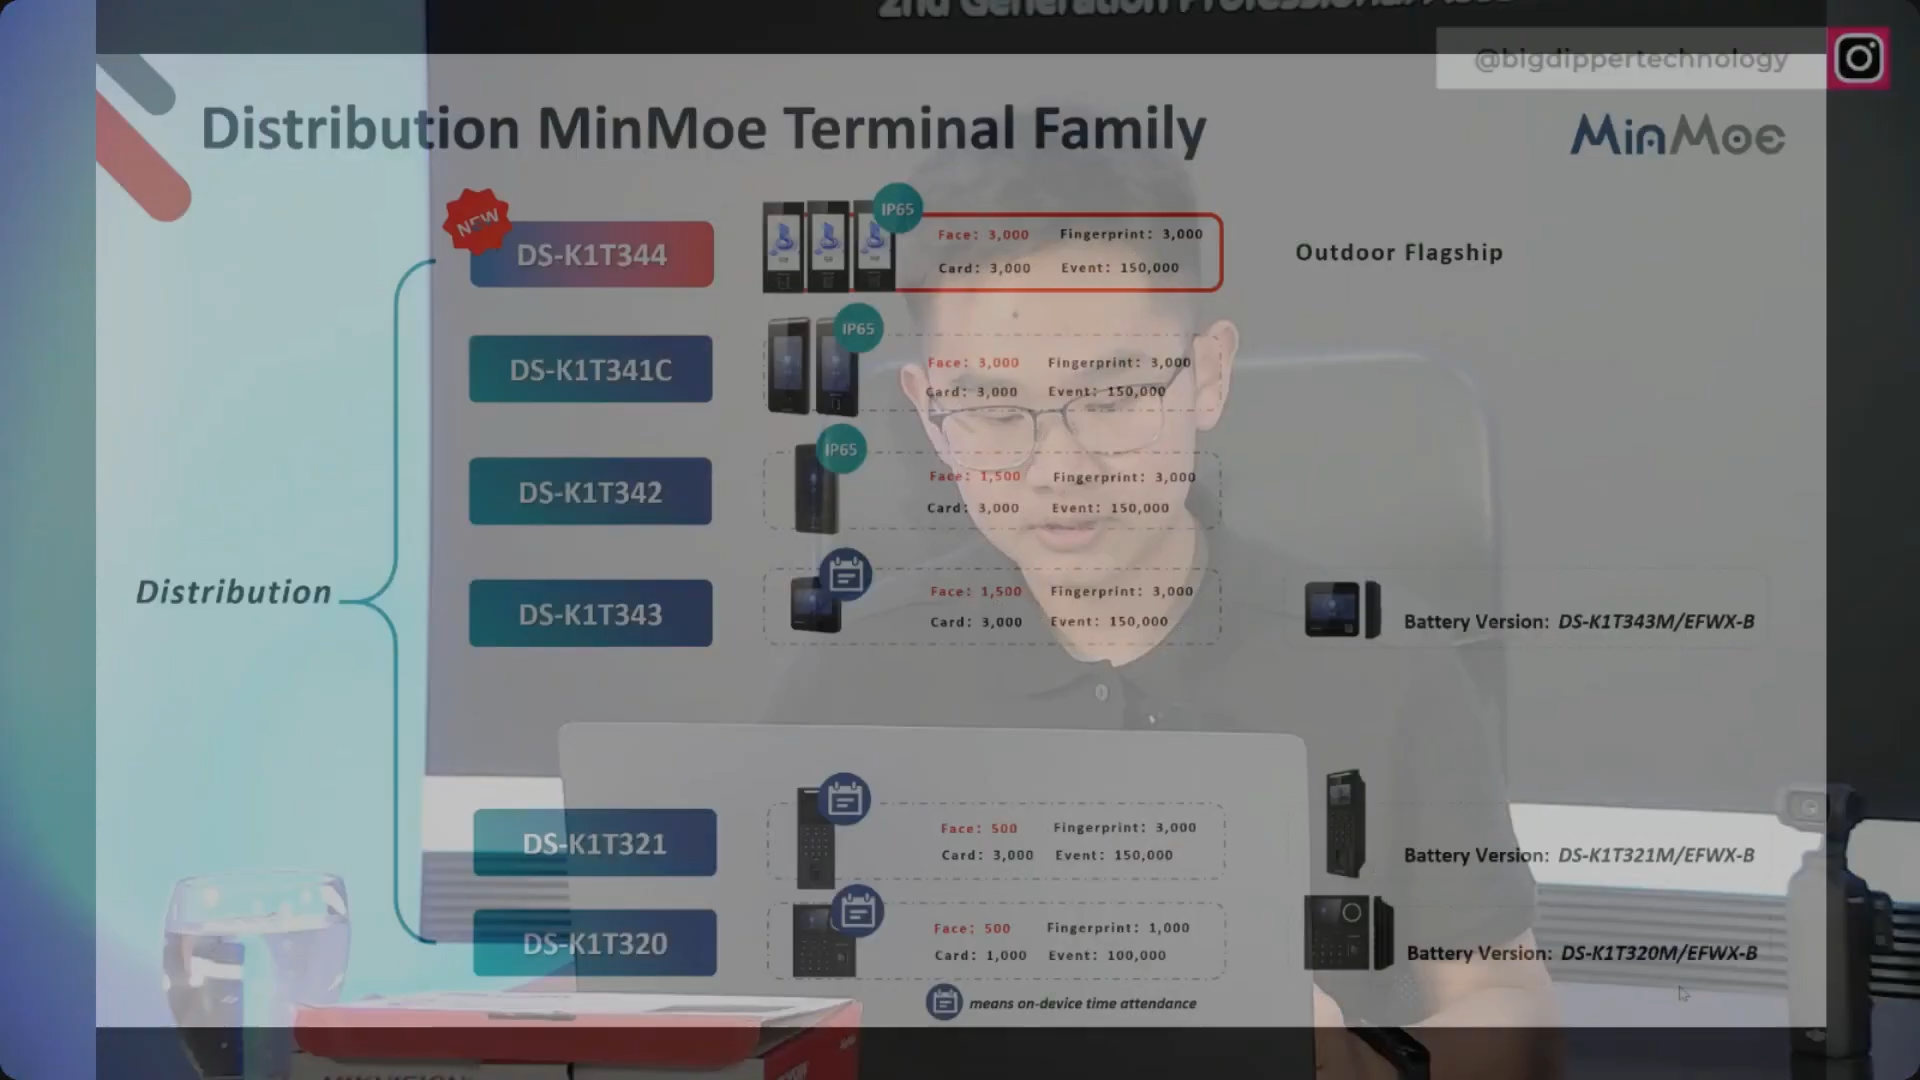 2nd Generation Professional
@bigdippertechnology
Distribution MinMoe Terminal Family
MinMoe
NEW
DS-K1T344
IP65
Face: 3,000 Fingerprint: 3,000
Card: 3,000 Event: 150,000
Outdoor Flagship
DS-K1T341C
IP65
Face: 3,000 Fingerprint: 3,000
Card: 3,000 Event: 150,000
DS-K1T342
IP65
Face: 1,500 Fingerprint: 3,000
Card: 3,000 Event: 150,000
Distribution
DS-K1T343
Face: 1,500 Fingerprint: 3,000
Card: 3,000 Event: 150,000
Battery Version: DS-K1T343M/EFWX-B
DS-K1T321
Face: 500 Fingerprint: 3,000
Card: 3,000 Event: 150,000
Battery Version: DS-K1T321M/EFWX-B
DS-K1T320
Face: 500 Fingerprint: 1,000
Card: 1,000 Event: 100,000
Battery Version: DS-K1T320M/EFWX-B
means on-device time attendance
HIKVISION